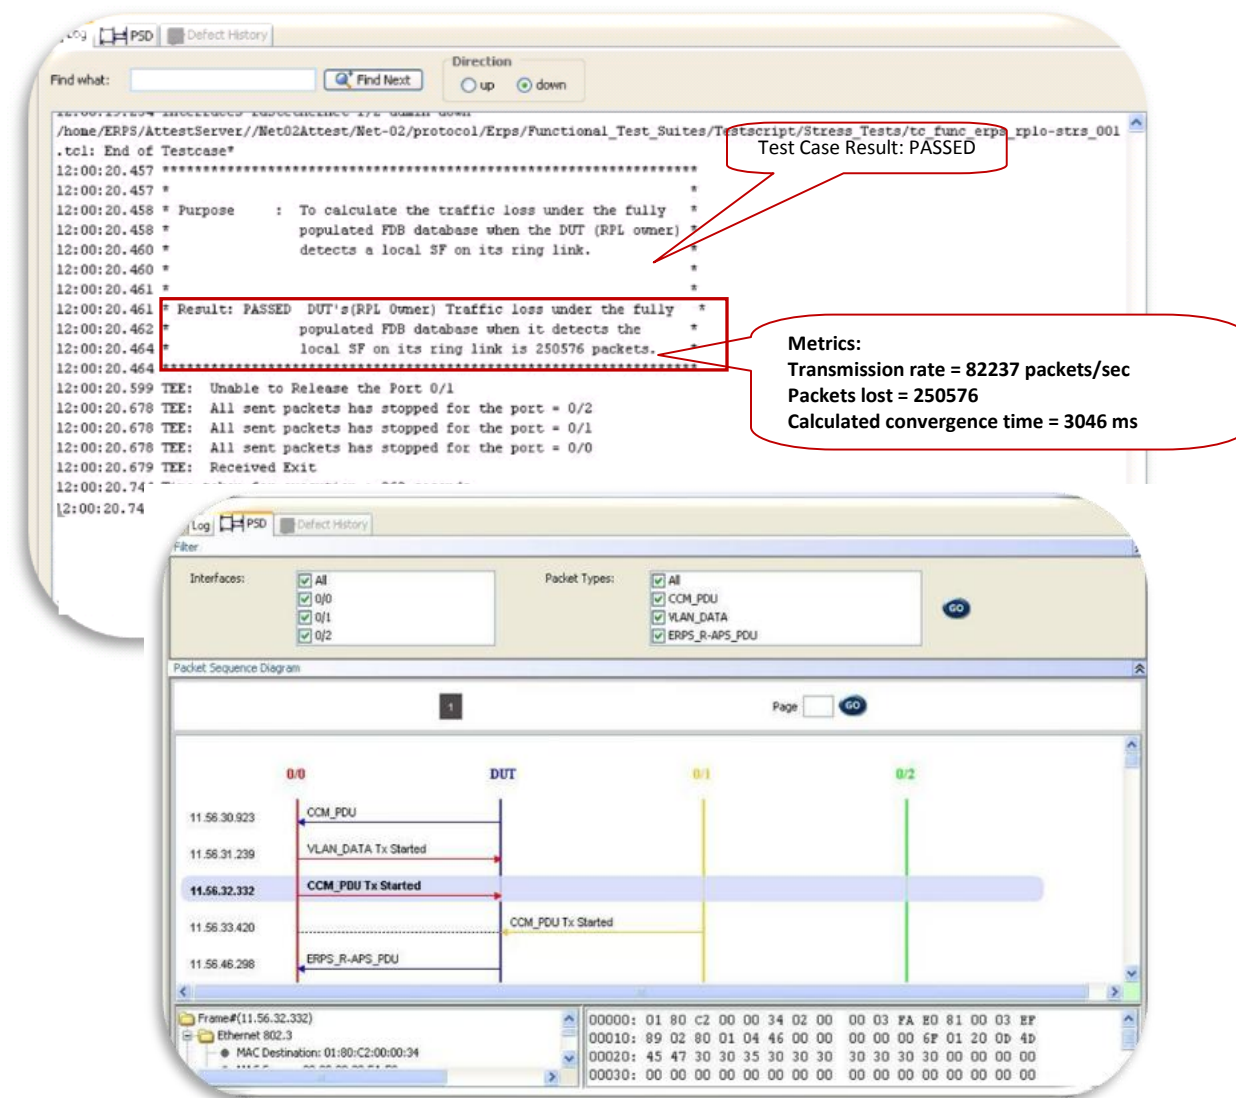 Log PSD Defect History
Find what: Find Next Direction up down
/home/ERPS/AttestServer//Net02Attest/Net-02/protocol/Erps/Functional_Test_Suites/Testscript/Stress_Tests/tc_func_erps_rplo-strs_001
.tcl: End of Testcase*
Test Case Result: PASSED
12:00:20.457 *******************************************************************
12:00:20.457 * *
12:00:20.458 * Purpose : To calculate the traffic loss under the fully *
12:00:20.458 * populated FDB database when the DUT (RPL owner) *
12:00:20.460 * detects a local SF on its ring link. *
12:00:20.460 * *
12:00:20.461 * *
12:00:20.461 * Result: PASSED DUT's(RPL Owner) Traffic loss under the fully *
12:00:20.462 * populated FDB database when it detects the *
12:00:20.464 * local SF on its ring link is 250576 packets. *
12:00:20.464 *******************************************************************
12:00:20.599 TEE: Unable to Release the Port 0/1
12:00:20.678 TEE: All sent packets has stopped for the port = 0/2
12:00:20.678 TEE: All sent packets has stopped for the port = 0/1
12:00:20.678 TEE: All sent packets has stopped for the port = 0/0
12:00:20.679 TEE: Received Exit
12:00:20.74
12:00:20.74
Metrics:
Transmission rate = 82237 packets/sec
Packets lost = 250576
Calculated convergence time = 3046 ms
Log PSD Defect History
Filter
Interfaces: All Packet Types: All
0/0 CCM_PDU
0/1 VLAN_DATA
0/2 ERPS_R-APS_PDU
GO
Packet Sequence Diagram
1 Page GO
0/0 DUT 0/1 0/2
11.56.30.923 CCM_PDU
11.56.31.239 VLAN_DATA Tx Started
11.56.32.332 CCM_PDU Tx Started
11.56.33.420 CCM_PDU Tx Started
11.56.46.298 ERPS_R-APS_PDU
Frame#(11.56.32.332)
Ethernet 802.3
MAC Destination: 01:80:C2:00:00:34
00000: 01 80 C2 00 00 34 02 00 00 03 FA E0 81 00 03 EF
00010: 89 02 80 01 04 46 00 00 00 00 00 6F 01 20 0D 4D
00020: 45 47 30 30 35 30 30 30 30 30 30 30 00 00 00 00
00030: 00 00 00 00 00 00 00 00 00 00 00 00 00 00 00 00